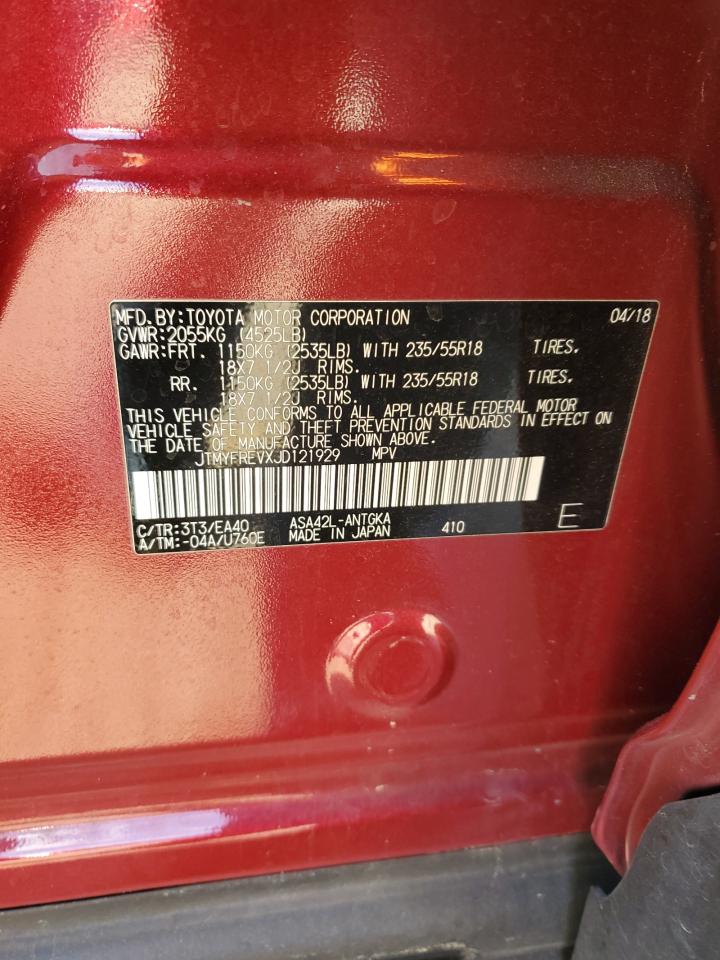 MFD.BY:TOYOTA MOTOR CORPORATION 04/18
GVWR:2055KG (4525LB)
GAWR:FRT. 1150KG (2535LB) WITH 235/55R18 TIRES.
18X7 1/2J RIMS.
RR. 1150KG (2535LB) WITH 235/55R18 TIRES.
18X7 1/2J RIMS.
THIS VEHICLE CONFORMS TO ALL APPLICABLE FEDERAL MOTOR
VEHICLE SAFETY AND THEFT PREVENTION STANDARDS IN EFFECT ON
THE DATE OF MANUFACTURE SHOWN ABOVE.
JTMYFREVXJD121929 MPV
C/TR:3T3/EA40 ASA42L-ANTGKA 410 E
A/TM:-04A/U760E MADE IN JAPAN